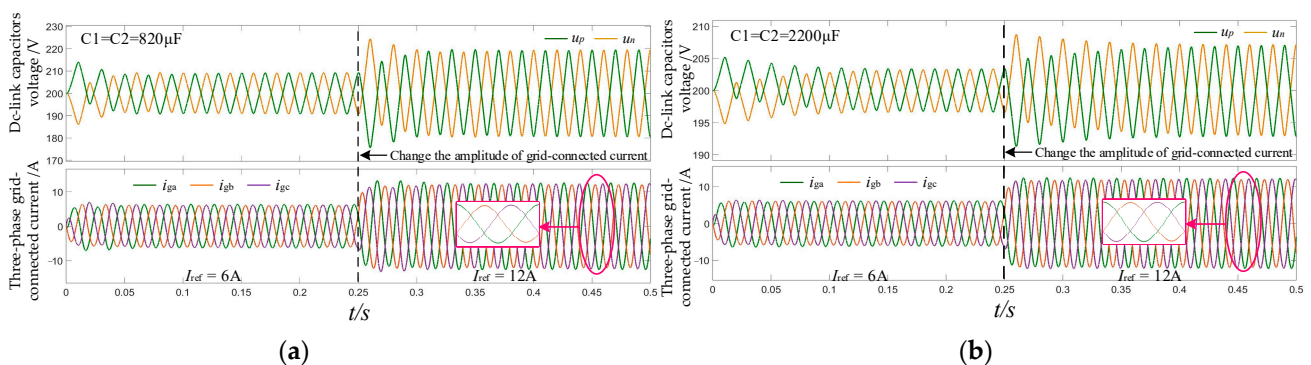 C1=C2=820μF
up un
Dc-link capacitors
voltage /V
230
220
210
200
190
180
170
Change the amplitude of grid-connected current
iga igb igc
Three-phase grid-
connected current /A
10
0
-10
Iref = 6A
Iref = 12A
0 0.05 0.1 0.15 0.2 0.25 0.3 0.35 0.4 0.45 0.5
t/s
(a)
C1=C2=2200μF
up un
Dc-link capacitors
voltage /V
210
205
200
195
190
Change the amplitude of grid-connected current
iga igb igc
Three-phase grid-
connected current /A
10
0
-10
Iref = 6A
Iref = 12A
0 0.05 0.1 0.15 0.2 0.25 0.3 0.35 0.4 0.45 0.5
t/s
(b)